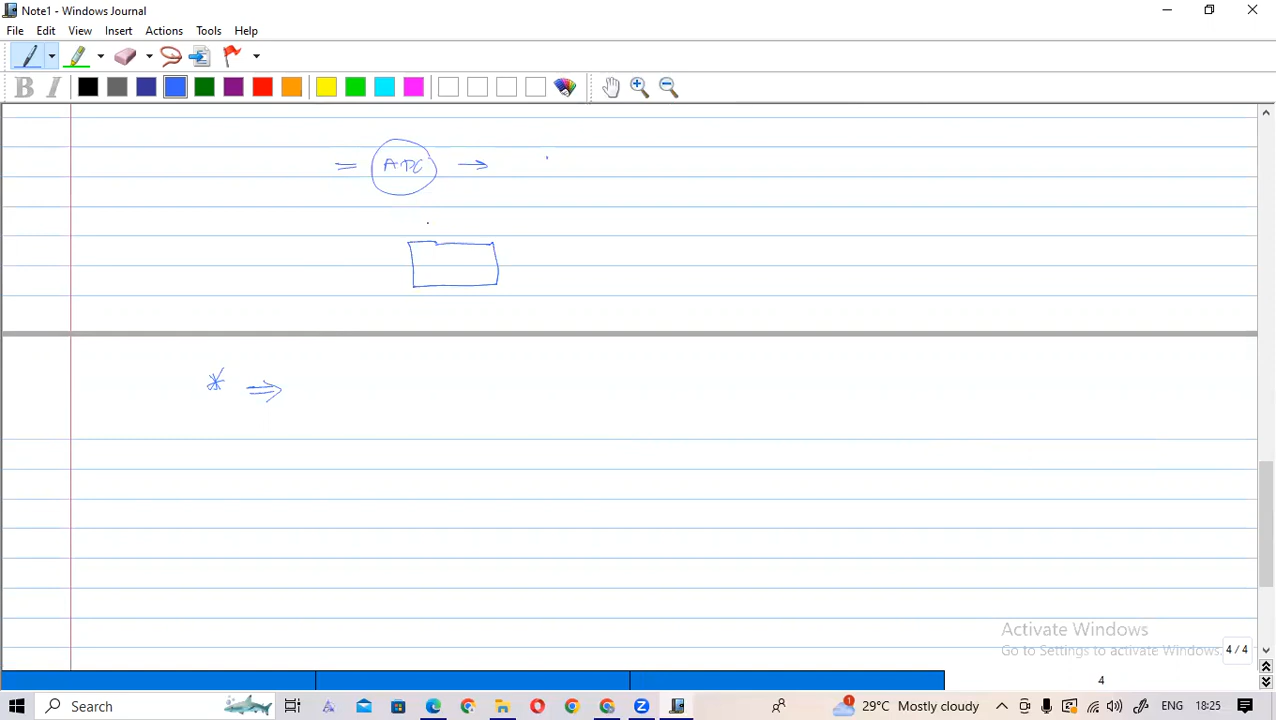 Note1 - Windows Journal
File Edit View Insert Actions Tools Help
B I
= →
* ⇒
Activate Windows
Go to Settings to activate Windows.
4 / 4
4
Search
29°C Mostly cloudy
ENG 18:25